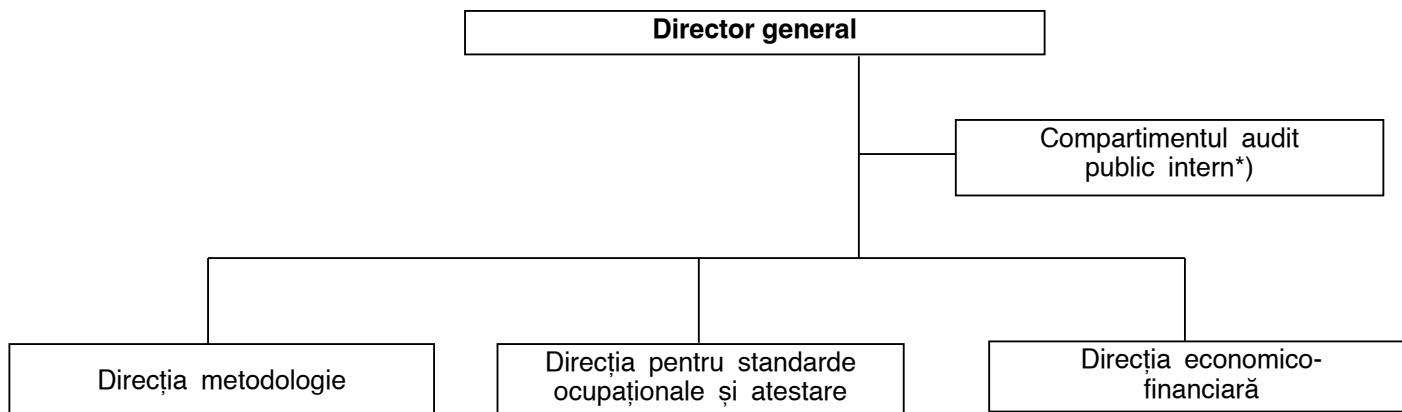 Director general
Compartimentul audit
public intern*)
Direcția metodologie
Direcția pentru standarde
ocupaționale și atestare
Direcția economico-
financiară